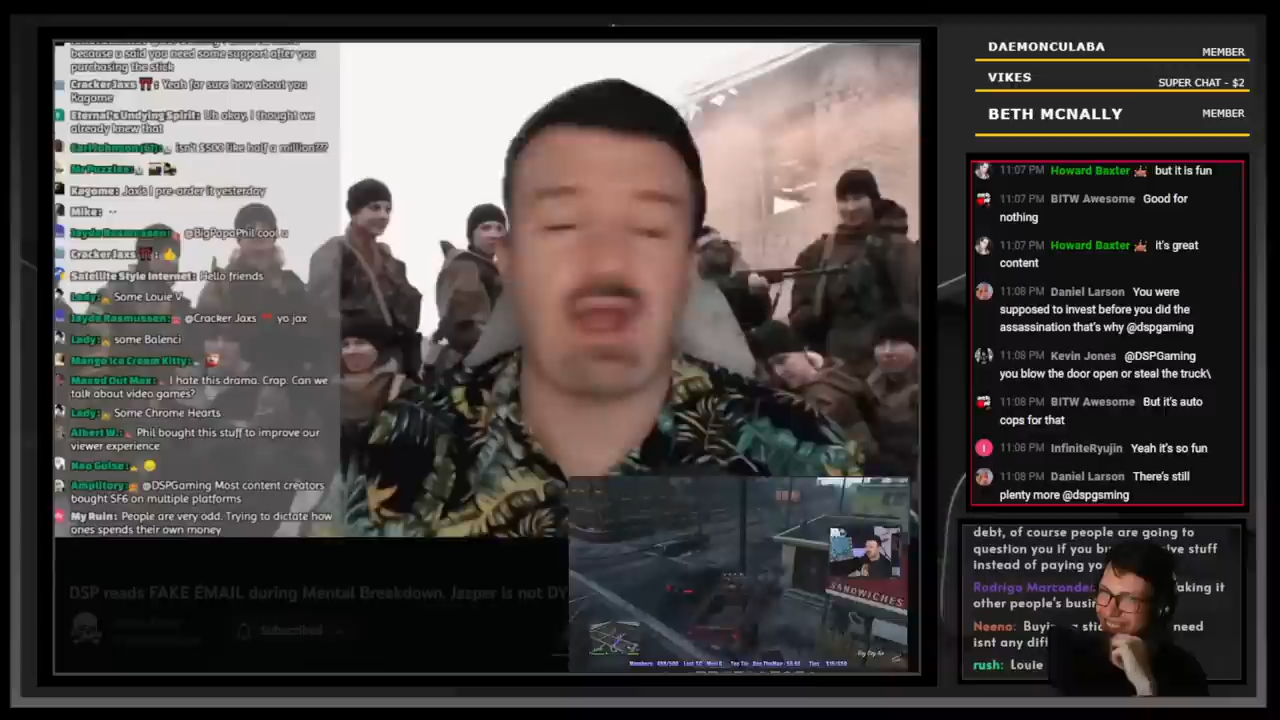 because u said you need some support after you
purchasing the stick
CrackerJaxs : Yeah for sure how about you
Kagome
Eternal's Undying Spirit: Uh okay, I thought we
already knew that
isn't $500 like half a million???
Mr Puzzles:
Kagome: Jaxs I pre-order it yesterday
Mike: --
Jayda Rasmussen: @BigPapaPhil cool u
CrackerJaxs :
Satellite Style Internet: Hello friends
Lady: Some Louie V
Jayda Rasmussen: @Cracker Jaxs yo jax
Lady: some Balenci
Mango Ice Cream Kitty:
Maxed Out Max: I hate this drama. Crap. Can we
talk about video games?
Lady: Some Chrome Hearts
Albert W.: Phil bought this stuff to improve our
viewer experience
Kap Guise:
Amplitory: @DSPGaming Most content creators
bought SF6 on multiple platforms
My Ruin: People are very odd. Trying to dictate how
ones spends their own money
DSP reads FAKE EMAIL during Mental Breakdown. Jasper is not DY
Subscribed
SANDWICHES
DAEMONCULABA MEMBER
VIKES SUPER CHAT - $2
BETH MCNALLY MEMBER
11:07 PM Howard Baxter but it is fun
11:07 PM BITW Awesome Good for
nothing
11:07 PM Howard Baxter it's great
content
11:08 PM Daniel Larson You were
supposed to invest before you did the
assassination that's why @dspgaming
11:08 PM Kevin Jones @DSPGaming
you blow the door open or steal the truck\
11:08 PM BITW Awesome But it's auto
cops for that
11:08 PM InfiniteRyujin Yeah it's so fun
11:08 PM Daniel Larson There's still
plenty more @dspgsming
debt, of course people are going to
question you if you stuff
instead of paying
Rodrigo it
other people's
Neeno: need
isnt any
rush: Louie